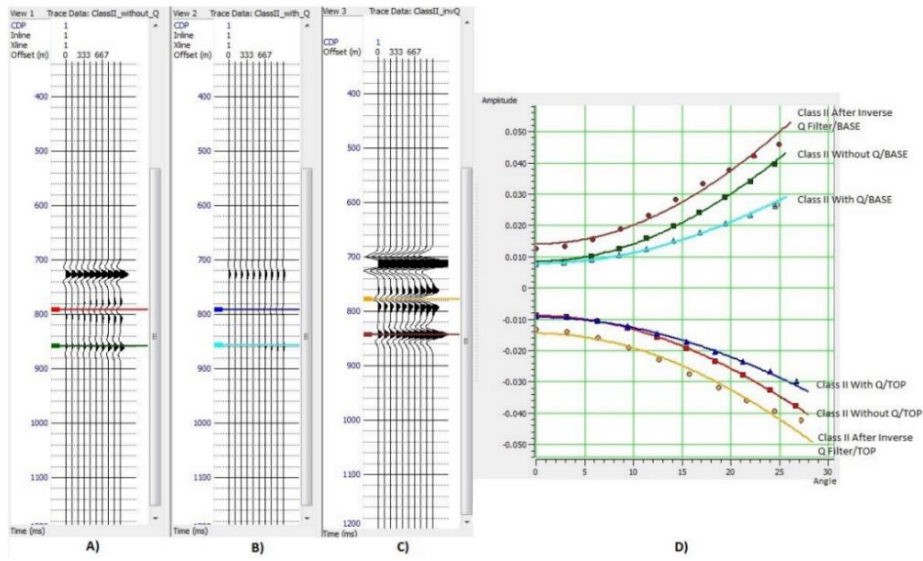 View 1 Trace Data: ClassII_without_Q
CDP 1
Inline 1
Xline 1
Offset (m) 0 333 667
400
500
600
700
800
900
1000
1100
Time (ms)
A)
View 2 Trace Data: ClassII_with_Q
CDP 1
Inline 1
Xline 1
Offset (m) 0 333 667
400
500
600
700
800
900
1000
1100
Time (ms)
B)
View 3 Trace Data: ClassII_invQ
CDP 1
Offset (m) 0 333 667
400
500
600
700
800
900
1000
1100
1200
Time (ms)
C)
Amplitude
0.050
0.040
0.030
0.020
0.010
0
-0.010
-0.020
-0.030
-0.040
-0.050
0 5 10 15 21 25 30
Angle
Class II After Inverse
Q Filter/BASE
Class II Without Q/BASE
Class II With Q/BASE
Class II With Q/TOP
Class II Without Q/TOP
Class II After Inverse
Q Filter/TOP
D)